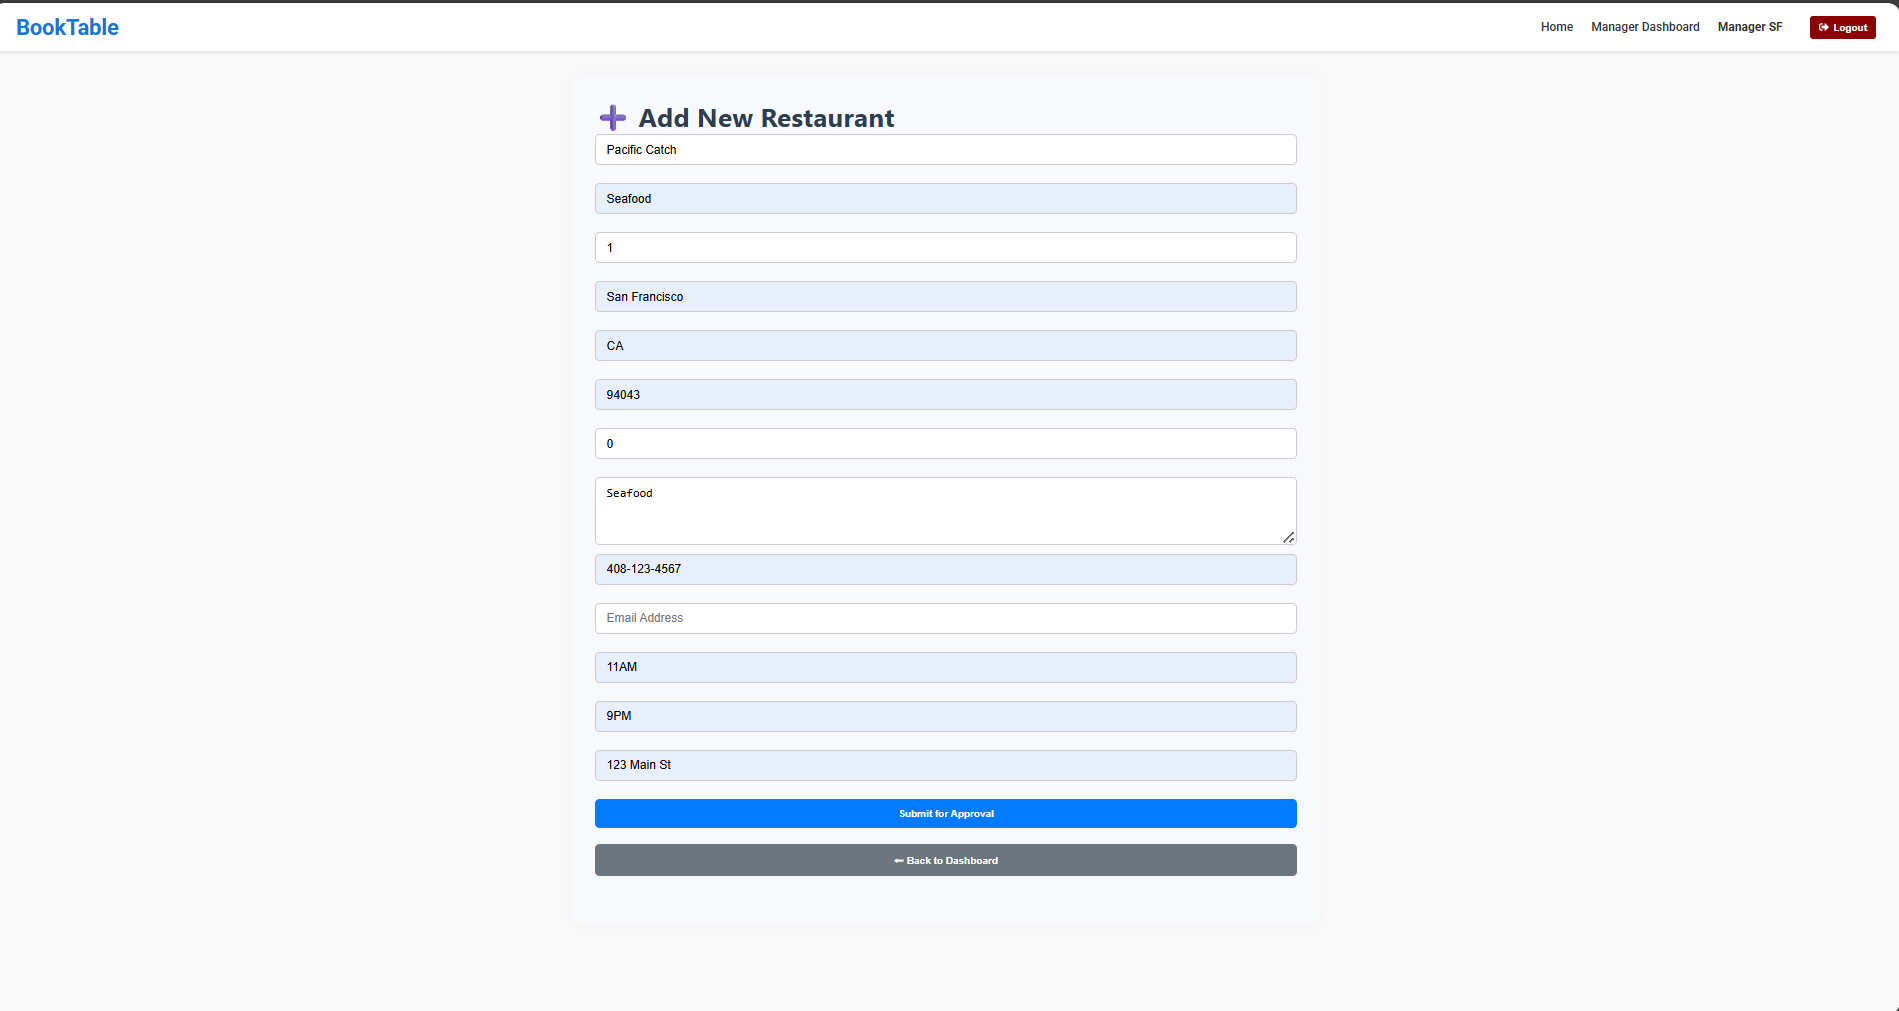 BookTable
Home Manager Dashboard Manager SF Logout
Add New Restaurant
Pacific Catch
Seafood
1
San Francisco
CA
94043
0
Seafood
408-123-4567
Email Address
11AM
9PM
123 Main St
Submit for Approval
Back to Dashboard